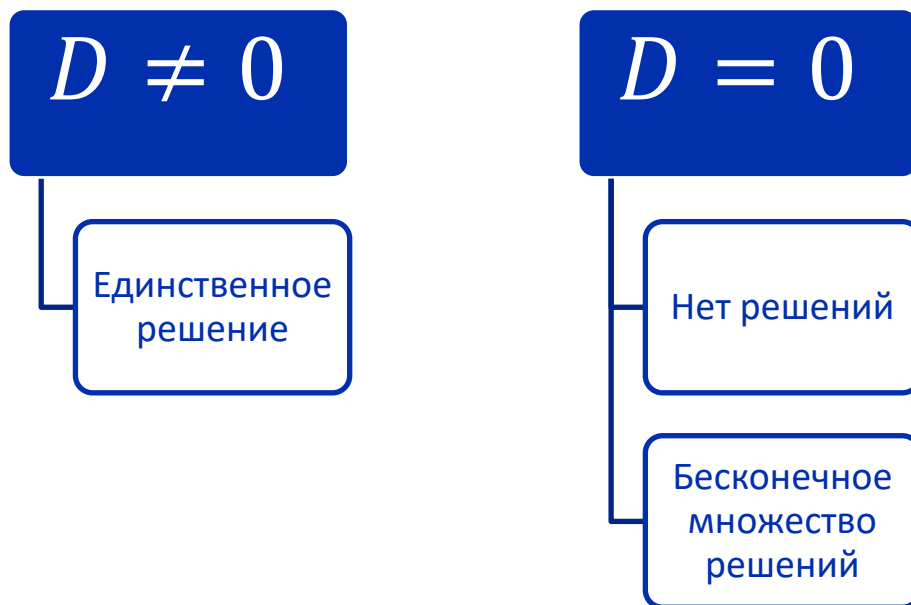 D ≠ 0
Единственное
решение
D = 0
Нет решений
Бесконечное
множество
решений